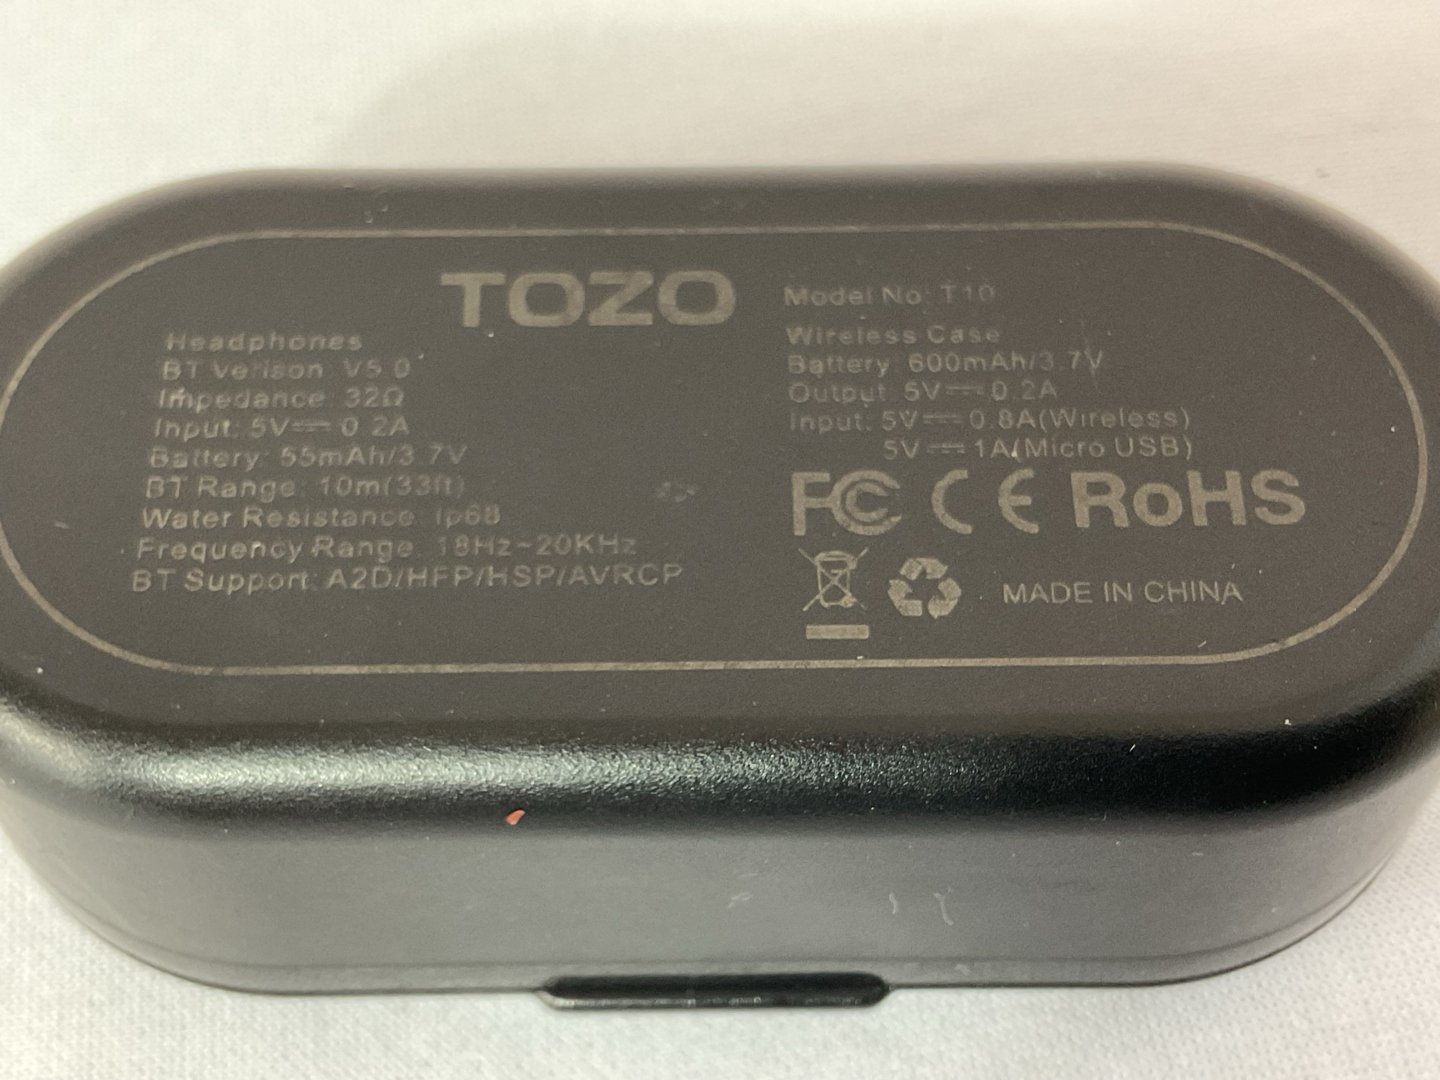 TOZO
Headphones
BT Verison V5.0
Impedance: 32Ω
Input: 5V⎓0.2A
Battery: 55mAh/3.7V
BT Range: 10m(33ft)
Water Resistance: Ip68
Frequency Range: 18Hz~20KHz
BT Support: A2D/HFP/HSP/AVRCP
Model No: T10
Wireless Case
Battery: 600mAh/3.7V
Output: 5V⎓0.2A
Input: 5V⎓0.8A(Wireless)
5V⎓1A(Micro USB)
FC CE RoHS
MADE IN CHINA